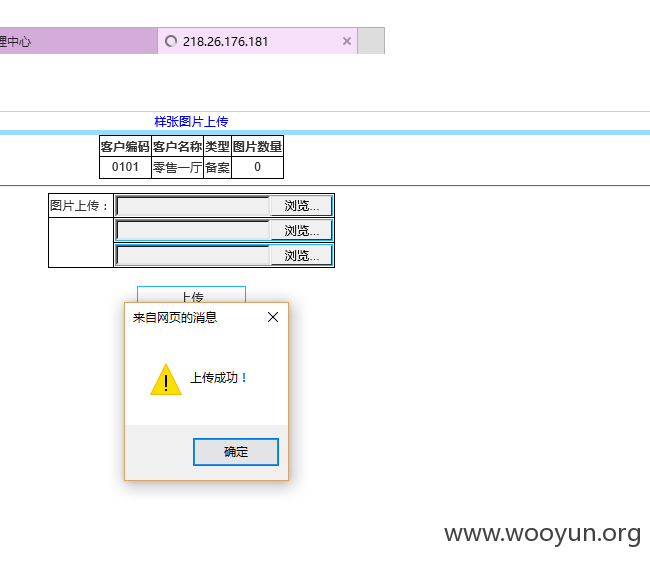 理中心
218.26.176.181
样张图片上传
客户编码 客户名称 类型 图片数量
0101 零售一厅 备案 0
图片上传： 浏览...
浏览...
浏览...
上传
来自网页的消息
上传成功！
确定
www.wooyun.org